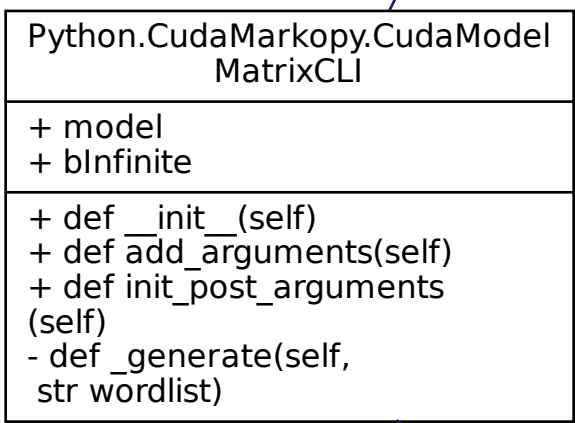 Python.CudaMarkopy.CudaModel
MatrixCLI
+ model
+ bInfinite
+ def __init__(self)
+ def add_arguments(self)
+ def init_post_arguments
(self)
- def _generate(self,
str wordlist)